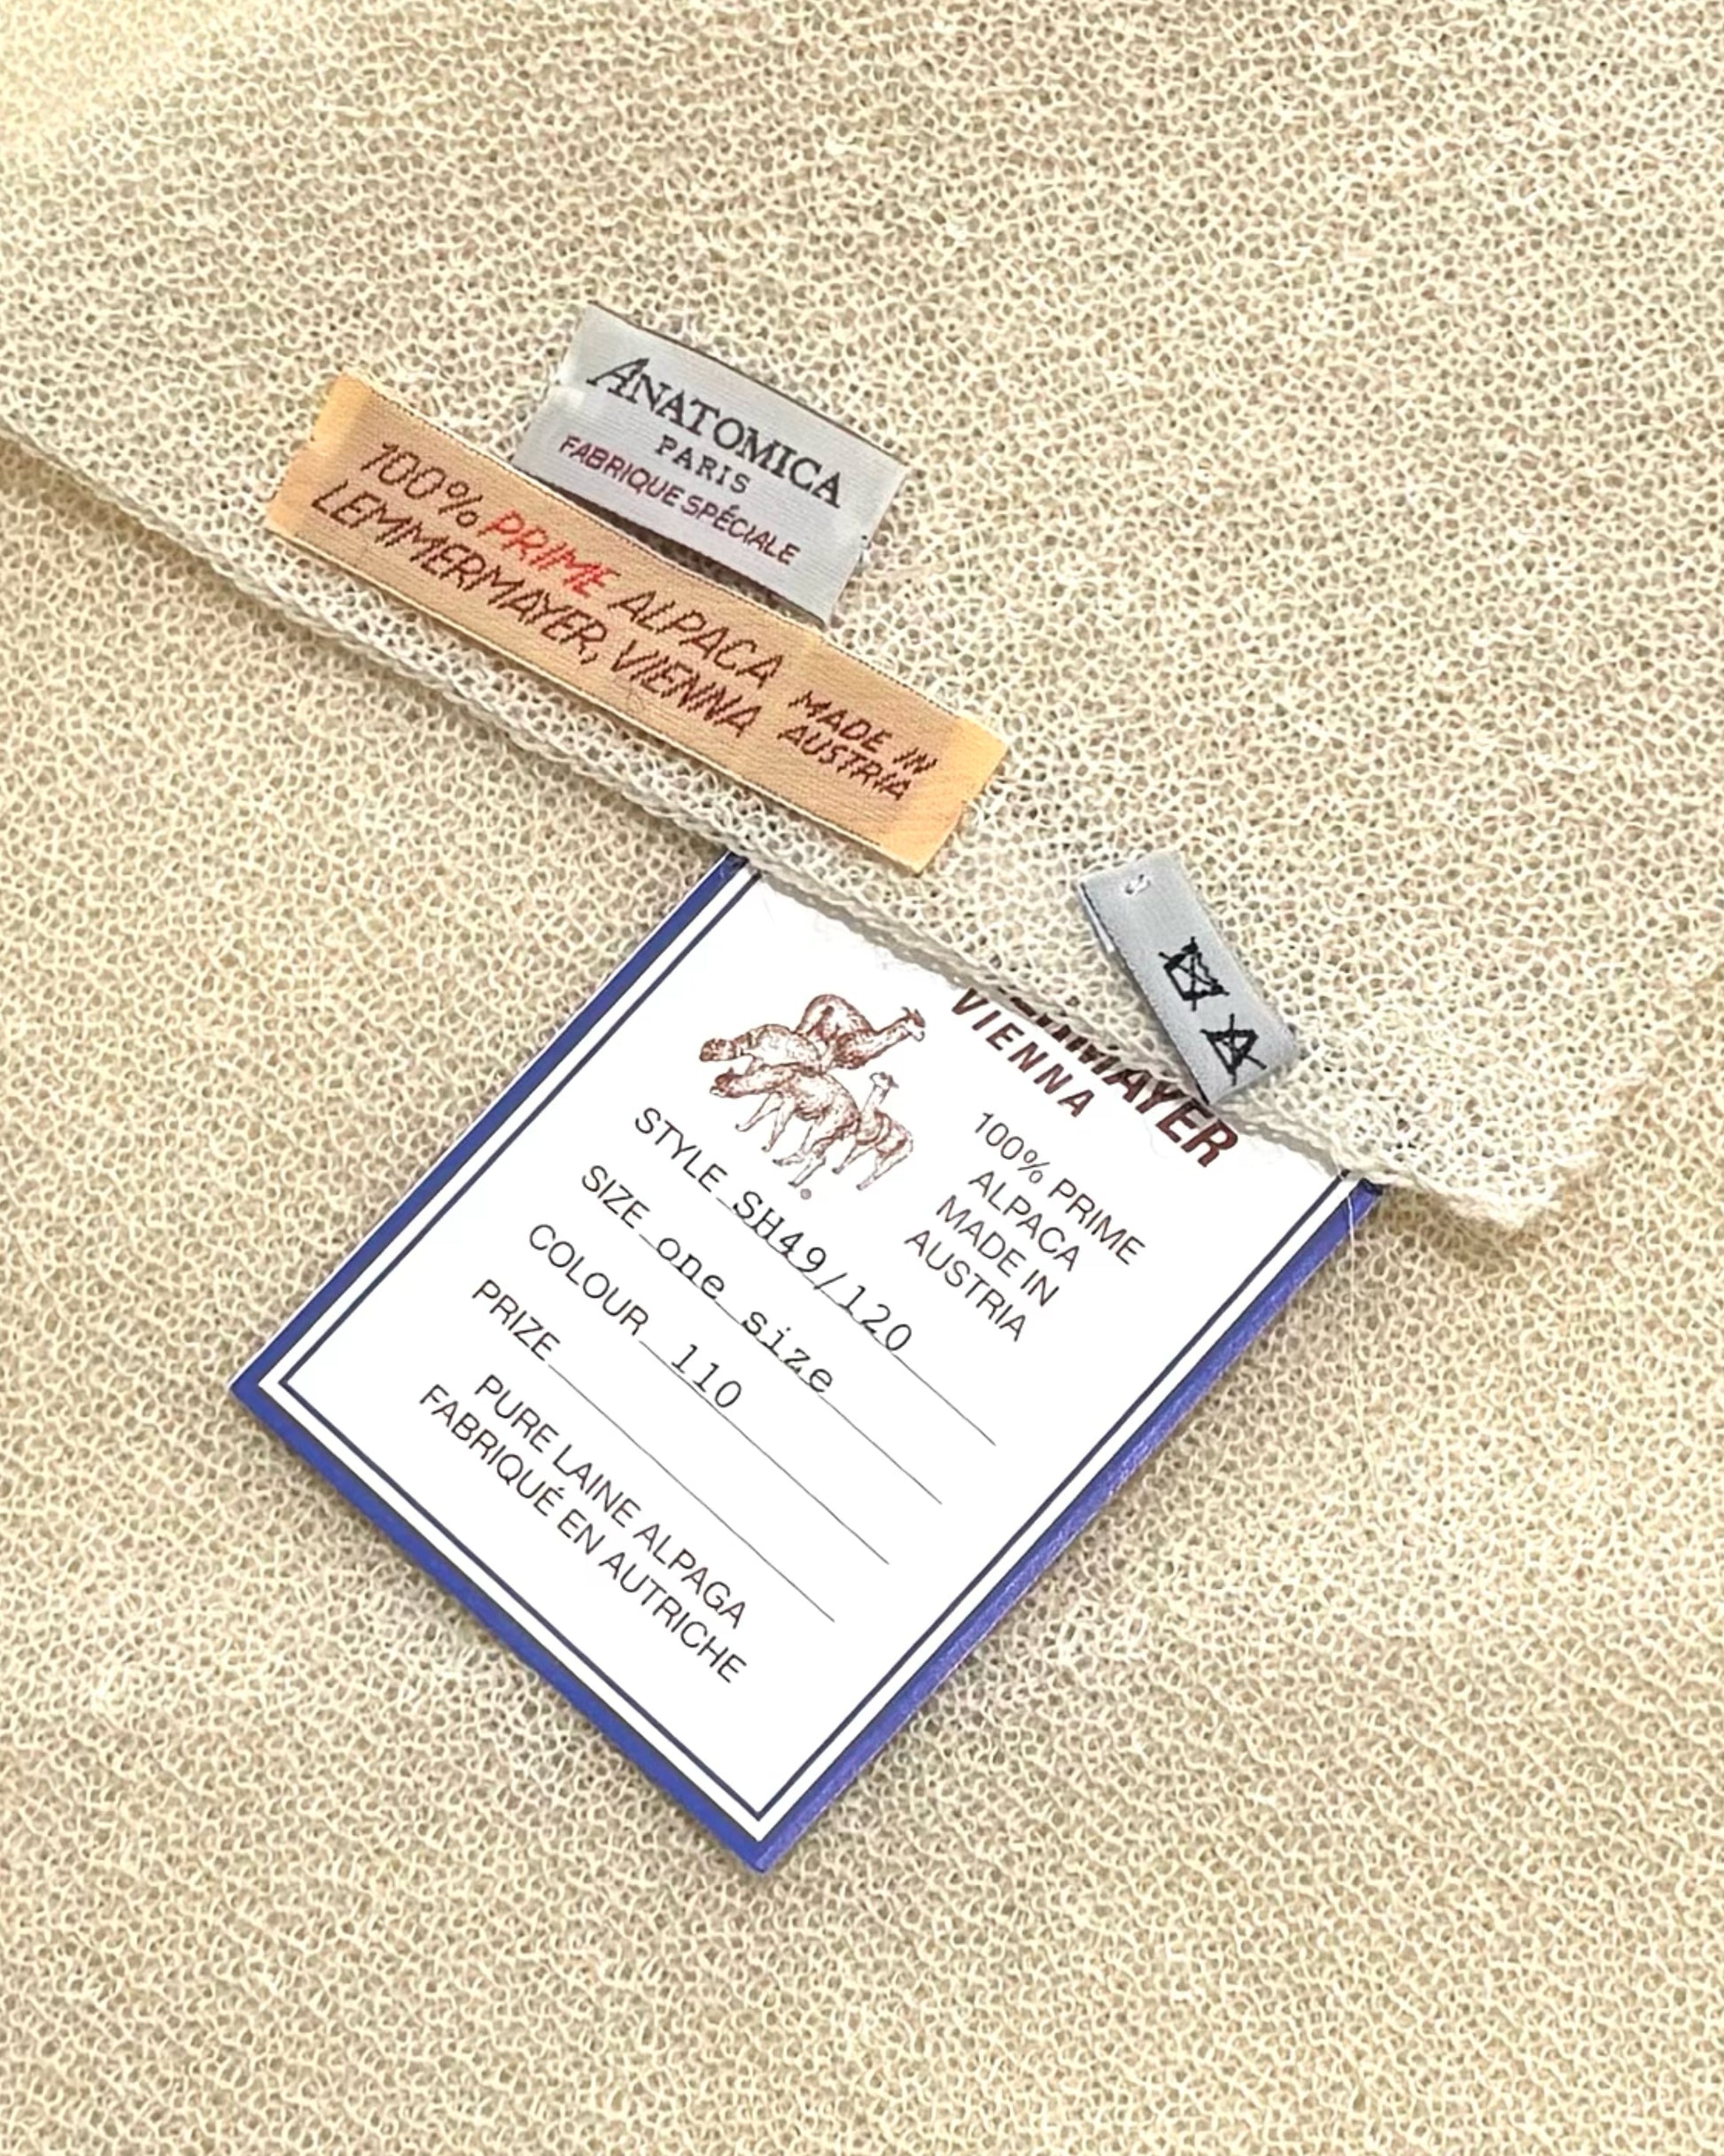 ANATOMICA
PARIS
FABRIQUE SPÉCIALE
100% PRIME ALPACA
LEMMERMAYER, VIENNA
MADE IN
AUSTRIA
VIENNA
100% PRIME
ALPACA
MADE IN
AUSTRIA
®
STYLE SH49/120
SIZE one size
COLOUR 110
PRIZE
PURE LAINE ALPAGA
FABRIQUÉ EN AUTRICHE